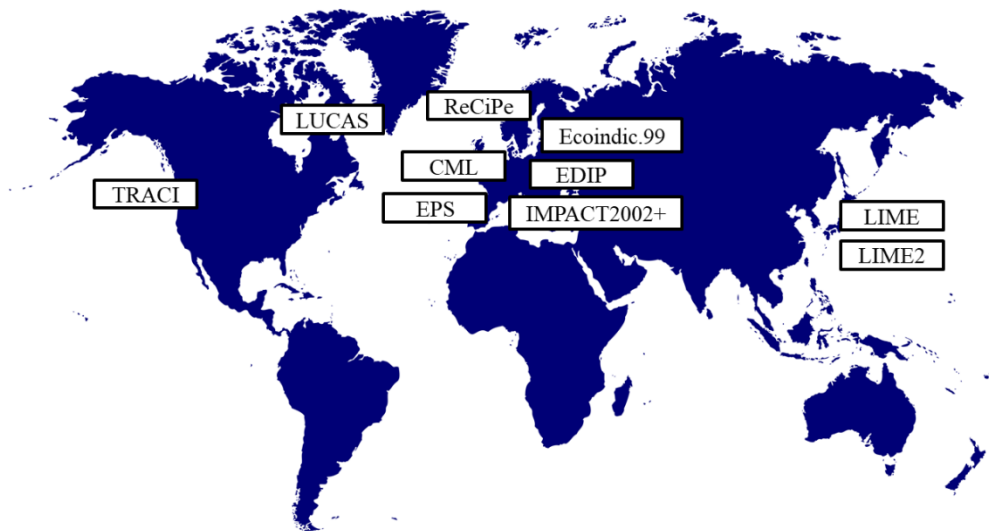 ReCiPe
LUCAS
Ecoindic.99
CML
EDIP
TRACI
EPS
IMPACT2002+
LIME
LIME2